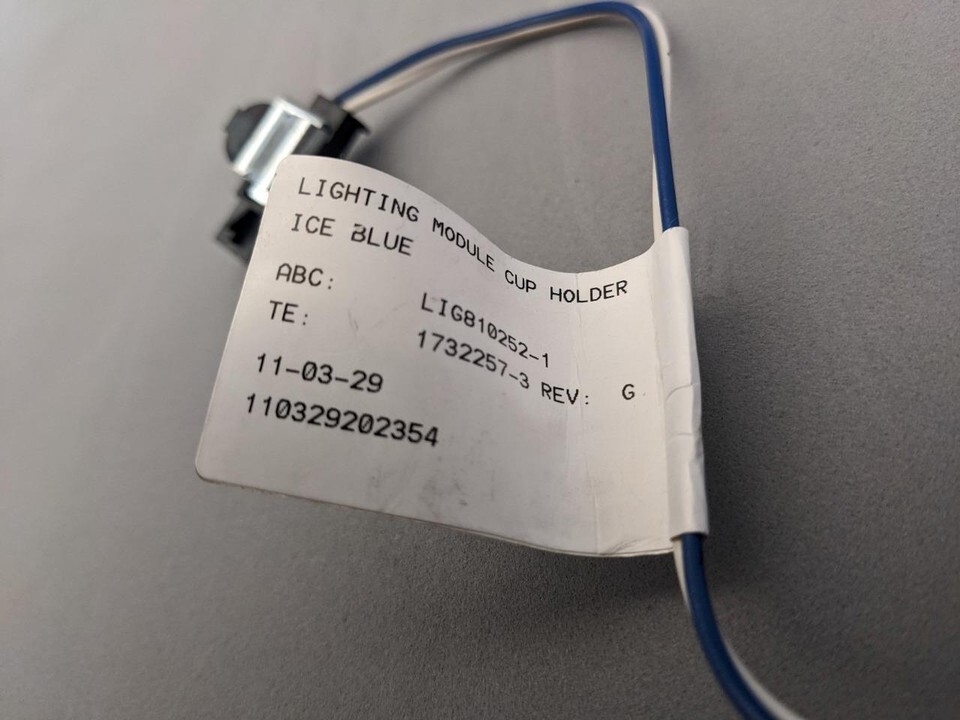 LIGHTING MODULE CUP HOLDER
ICE BLUE
ABC: LIG810252-1
TE: 1732257-3 REV: G
11-03-29
110329202354